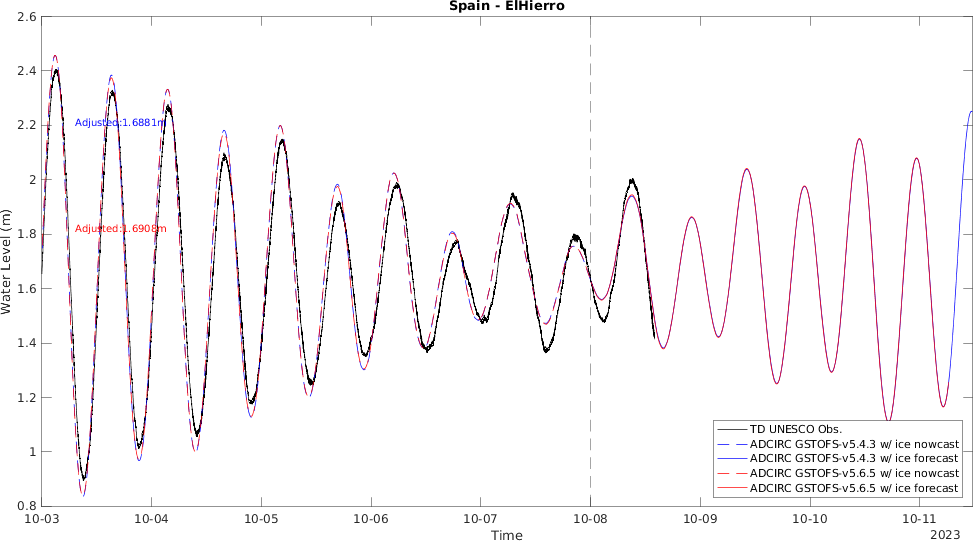 Spain - ElHierro
2.6
2.4
2.2
2
1.8
1.6
1.4
1.2
1
0.8
Water Level (m)
Adjusted:1.6881m
Adjusted:1.6908m
TD UNESCO Obs.
ADCIRC GSTOFS-v5.4.3 w/ ice nowcast
ADCIRC GSTOFS-v5.4.3 w/ ice forecast
ADCIRC GSTOFS-v5.6.5 w/ ice nowcast
ADCIRC GSTOFS-v5.6.5 w/ ice forecast
10-03 10-04 10-05 10-06 10-07 10-08 10-09 10-10 10-11
Time
2023